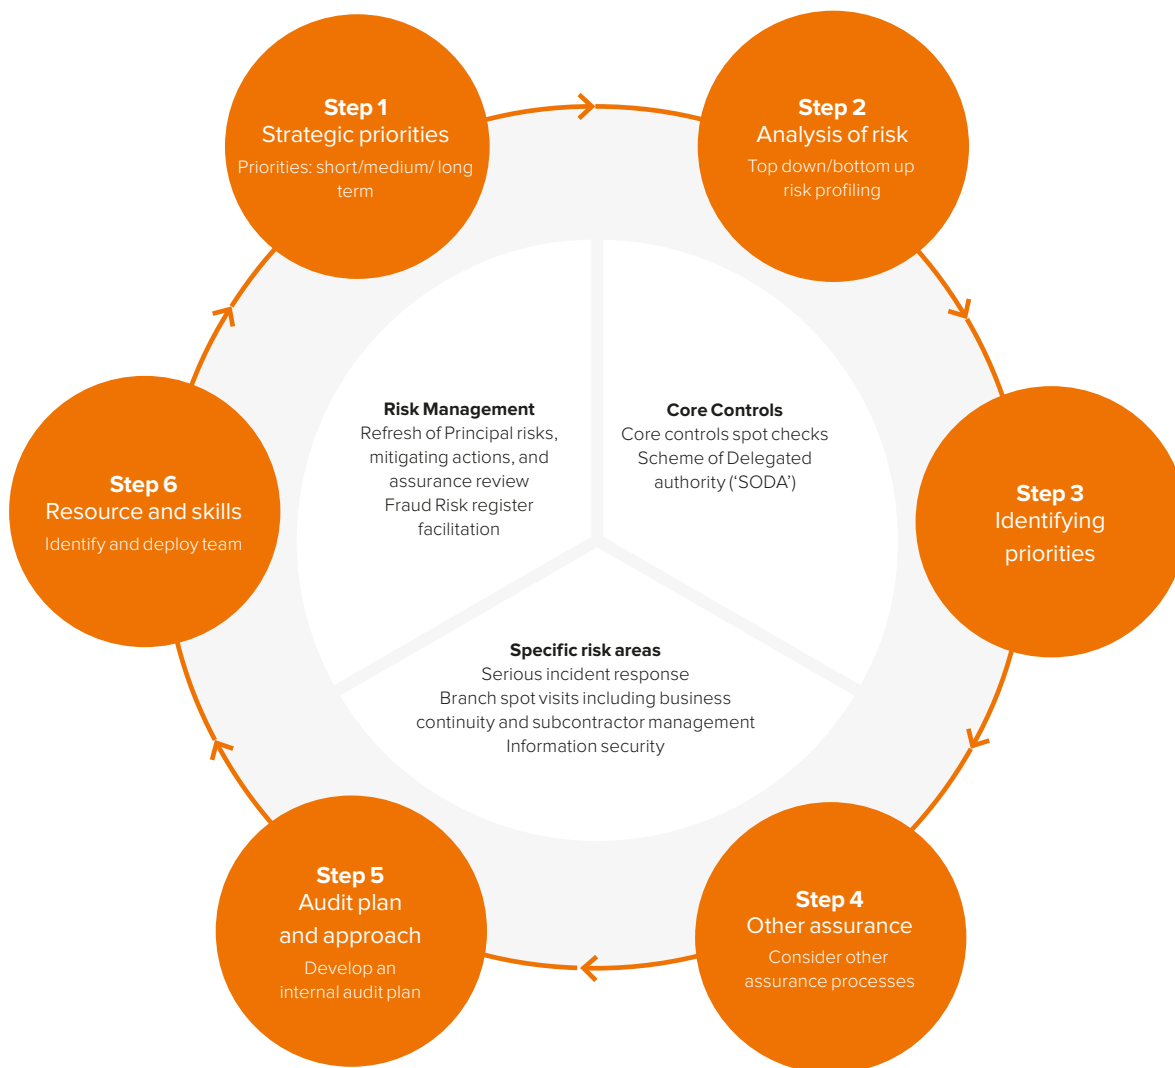 Step 1
Strategic priorities
Priorities: short/medium/ long
term
Step 2
Analysis of risk
Top down/bottom up
risk profiling
Risk Management
Refresh of Principal risks,
mitigating actions, and
assurance review
Fraud Risk register
facilitation
Core Controls
Core controls spot checks
Scheme of Delegated
authority (‘SODA’)
Step 3
Identifying
priorities
Step 6
Resource and skills
Identify and deploy team
Specific risk areas
Serious incident response
Branch spot visits including business
continuity and subcontractor management
Information security
Step 5
Audit plan
and approach
Develop an
internal audit plan
Step 4
Other assurance
Consider other
assurance processes